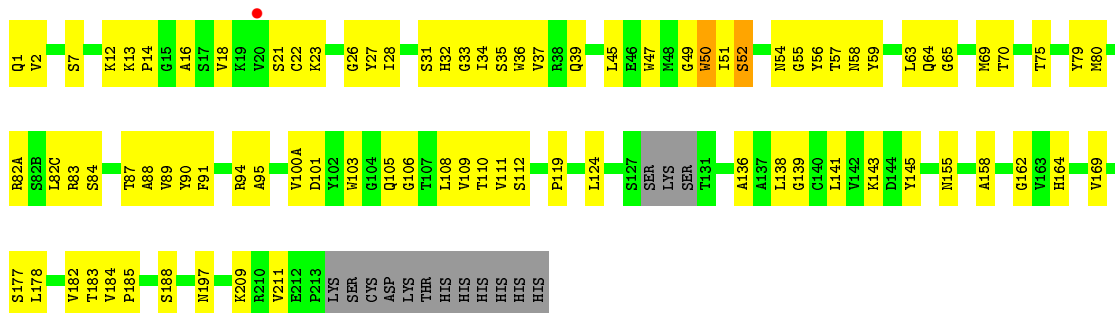 Q1 V2 S7 K12 K13 P14 G15 A16 S17 V18 K19 V20 S21 C22 K23 G26 Y27 I28 S31 H32 G33 I34 S35 W36 V37 R38 Q39 L45 E46 W47 M48 G49 W50 I51 S52 N54 G55 Y56 T57 N58 Y59 L63 Q64 G65 M69 T70 T75 Y79 M80
R82A S82B L82C R83 S84 T87 A88 V89 Y90 F91 R94 A95 V100A D101 Y102 W103 G104 Q105 G106 T107 L108 V109 T110 V111 S112 P119 L124 S127 SER LYS SER T131 A136 A137 L138 G139 C140 L141 V142 K143 D144 Y145 N155 A158 G162 V163 H164 V169
S177 L178 V182 T183 V184 P185 S188 N197 K209 R210 V211 E212 P213 LYS SER CYS ASP LYS THR HIS HIS HIS HIS HIS HIS